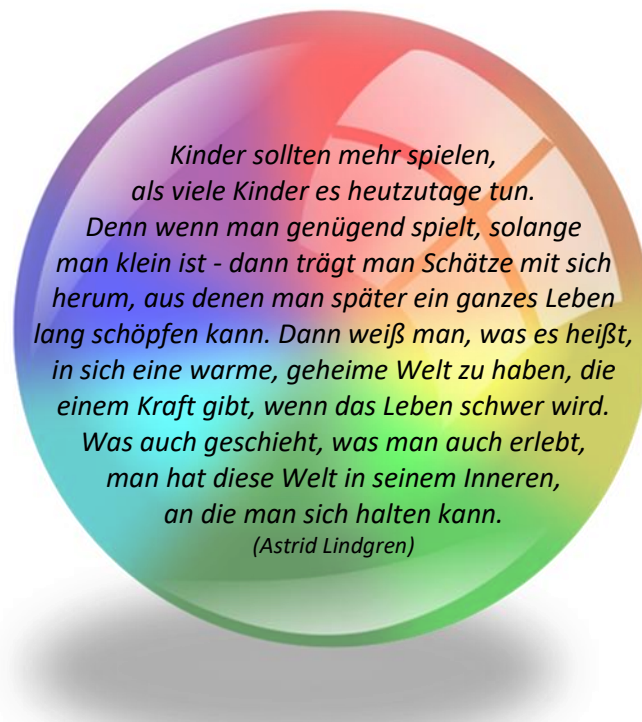 Kinder sollten mehr spielen,
als viele Kinder es heutzutage tun.
Denn wenn man genügend spielt, solange
man klein ist - dann trägt man Schätze mit sich
herum, aus denen man später ein ganzes Leben
lang schöpfen kann. Dann weiß man, was es heißt,
in sich eine warme, geheime Welt zu haben, die
einem Kraft gibt, wenn das Leben schwer wird.
Was auch geschieht, was man auch erlebt,
man hat diese Welt in seinem Inneren,
an die man sich halten kann.
(Astrid Lindgren)